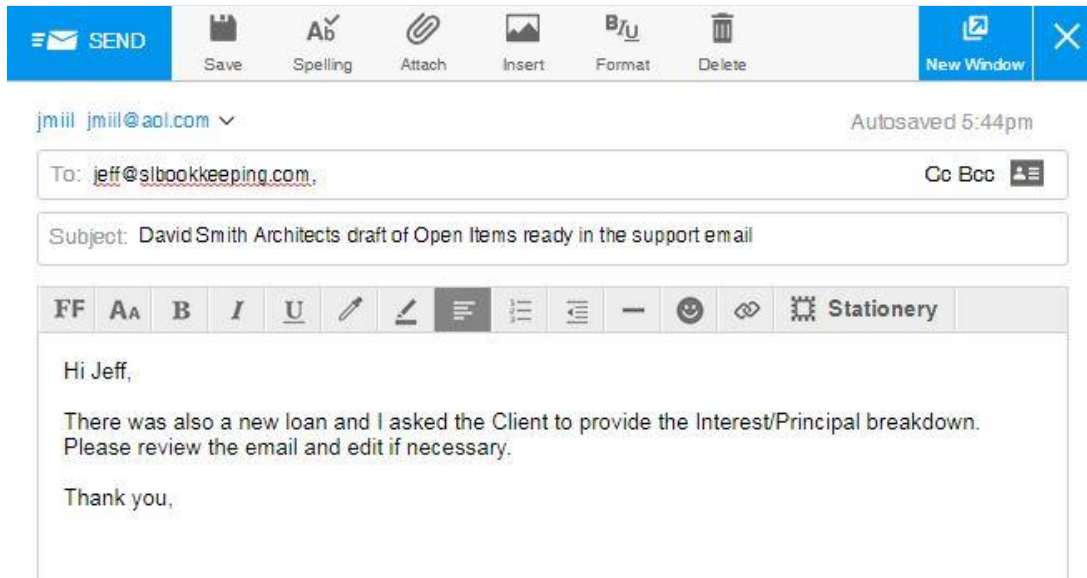 SEND
Save
Spelling
Attach
Insert
Format
Delete
New Window
jmiil jmiil@aol.com
Autosaved 5:44pm
To: jeff@slbookkeeping.com,
Cc Bcc
Subject: David Smith Architects draft of Open Items ready in the support email
FF AA B I U Stationery
Hi Jeff,
There was also a new loan and I asked the Client to provide the Interest/Principal breakdown.
Please review the email and edit if necessary.
Thank you,